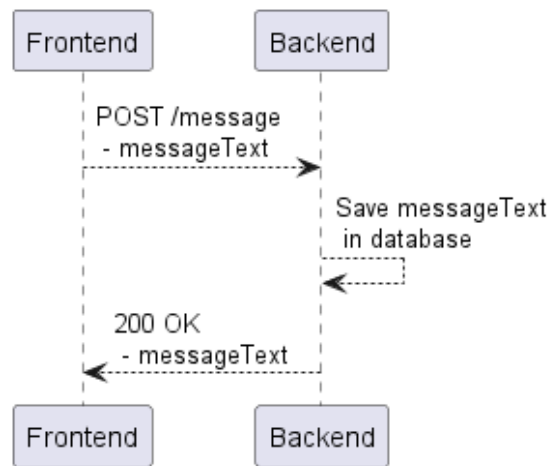 Frontend
Backend
POST /message
- messageText
Save messageText
in database
200 OK
- messageText
Frontend
Backend